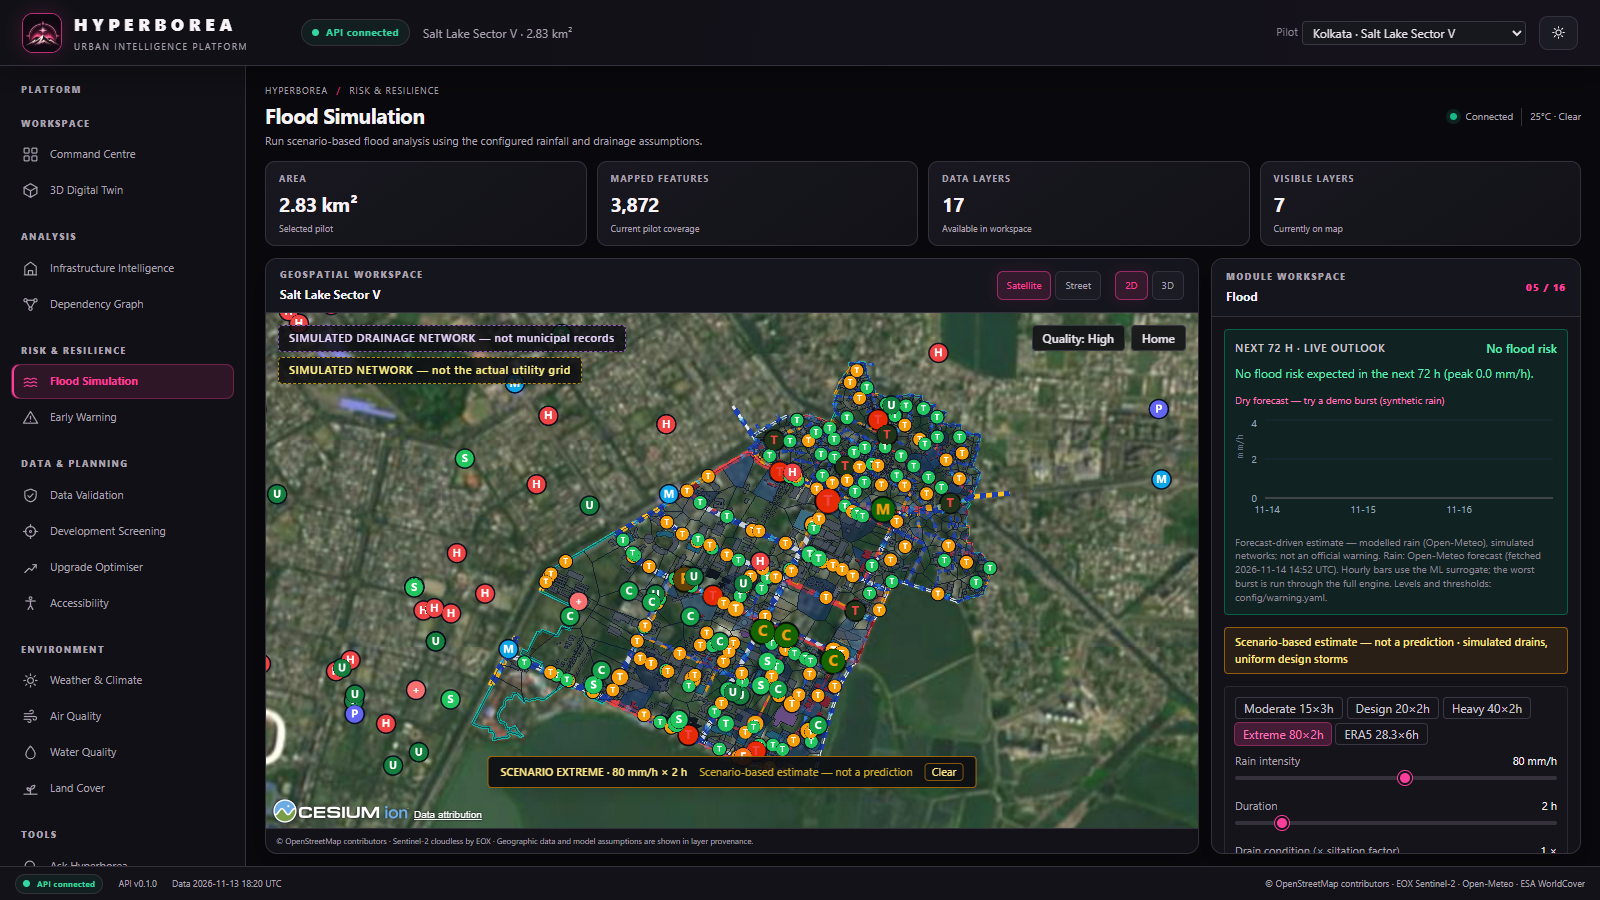 HYPERBOREA
URBAN INTELLIGENCE PLATFORM
API connected
Salt Lake Sector V · 2.83 km²
Pilot
Kolkata · Salt Lake Sector V
PLATFORM
WORKSPACE
Command Centre
3D Digital Twin
ANALYSIS
Infrastructure Intelligence
Dependency Graph
RISK & RESILIENCE
Flood Simulation
Early Warning
DATA & PLANNING
Data Validation
Development Screening
Upgrade Optimiser
Accessibility
ENVIRONMENT
Weather & Climate
Air Quality
Water Quality
Land Cover
TOOLS
Ask Hyperborea
HYPERBOREA / RISK & RESILIENCE
Flood Simulation
Run scenario-based flood analysis using the configured rainfall and drainage assumptions.
Connected
25°C · Clear
AREA
2.83 km²
Selected pilot
MAPPED FEATURES
3,872
Current pilot coverage
DATA LAYERS
17
Available in workspace
VISIBLE LAYERS
7
Currently on map
GEOSPATIAL WORKSPACE
Salt Lake Sector V
Satellite
Street
2D
3D
SIMULATED DRAINAGE NETWORK — not municipal records
SIMULATED NETWORK — not the actual utility grid
Quality: High
Home
SCENARIO EXTREME · 80 mm/h × 2 h Scenario-based estimate — not a prediction Clear
CESIUM ion Data attribution
© OpenStreetMap contributors · Sentinel-2 cloudless by EOX · Geographic data and model assumptions are shown in layer provenance.
MODULE WORKSPACE
Flood
05 / 16
NEXT 72 H · LIVE OUTLOOK
No flood risk
No flood risk expected in the next 72 h (peak 0.0 mm/h).
Dry forecast — try a demo burst (synthetic rain)
mm/h
4
2
0
11-14
11-15
11-16
Forecast-driven estimate — modelled rain (Open-Meteo), simulated
networks; not an official warning. Rain: Open-Meteo forecast (fetched
2026-11-14 14:52 UTC). Hourly bars use the ML surrogate; the worst
burst is run through the full engine. Levels and thresholds:
config/warning.yaml.
Scenario-based estimate — not a prediction · simulated drains,
uniform design storms
Moderate 15×3h
Design 20×2h
Heavy 40×2h
Extreme 80×2h
ERA5 28.3×6h
Rain intensity
80 mm/h
Duration
2 h
Drain condition (× siltation factor)
1 ×
API connected
API v0.1.0
Data 2026-11-13 18:20 UTC
© OpenStreetMap contributors · EOX Sentinel-2 · Open-Meteo · ESA WorldCover